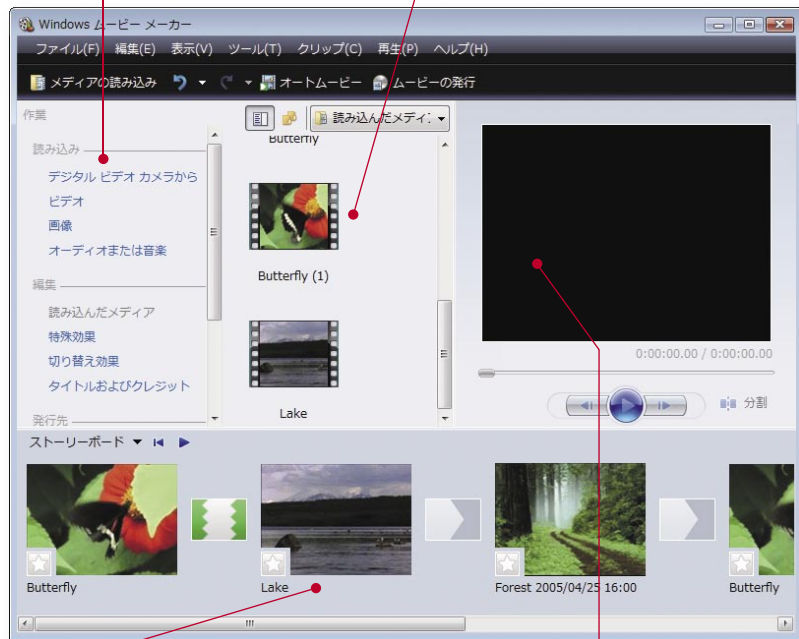 Windows ムービー メーカー
ファイル(F) 編集(E) 表示(V) ツール(T) クリップ(C) 再生(P) ヘルプ(H)
メディアの読み込み オートムービー ムービーの発行
作業
読み込んだメディ
読み込み
デジタル ビデオ カメラから
ビデオ
画像
オーディオまたは音楽
編集
読み込んだメディア
特殊効果
切り替え効果
タイトルおよびクレジット
発行先
Butterfly
Butterfly (1)
Lake
0:00:00.00 / 0:00:00.00
分割
ストーリーボード
Butterfly
Lake
Forest 2005/04/25 16:00
Butterfly